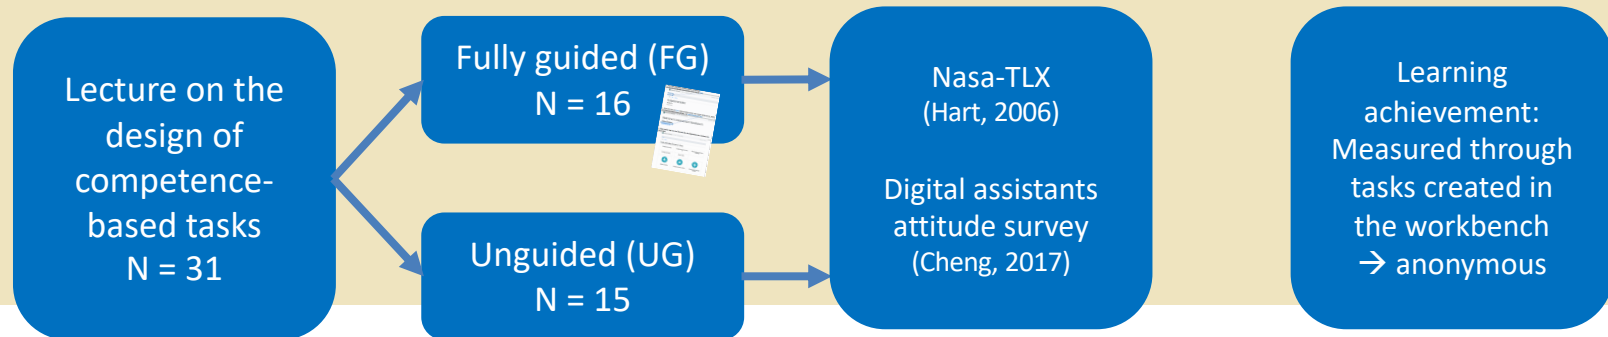 Lecture on the
design of
competence-
based tasks
N = 31
Fully guided (FG)
N = 16
Unguided (UG)
N = 15
Nasa-TLX
(Hart, 2006)
Digital assistants
attitude survey
(Cheng, 2017)
Learning
achievement:
Measured through
tasks created in
the workbench
→ anonymous